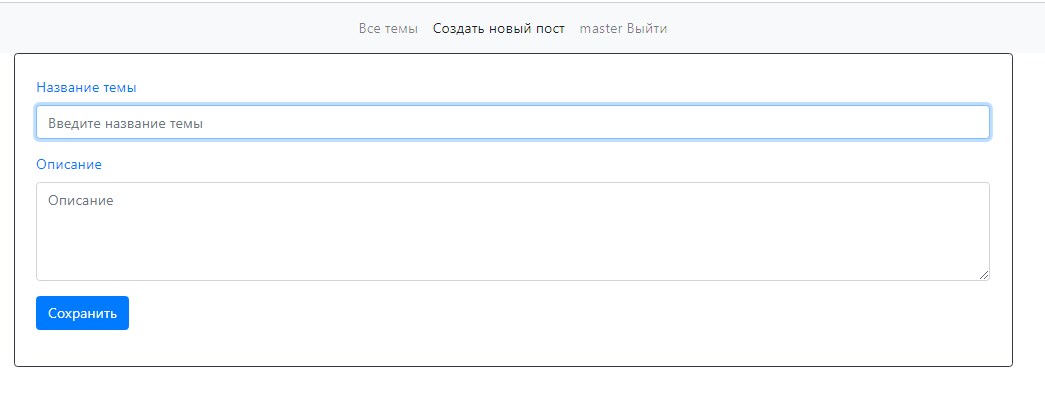 Все темы Создать новый пост master Выйти
Название темы
Введите название темы
Описание
Описание
Сохранить